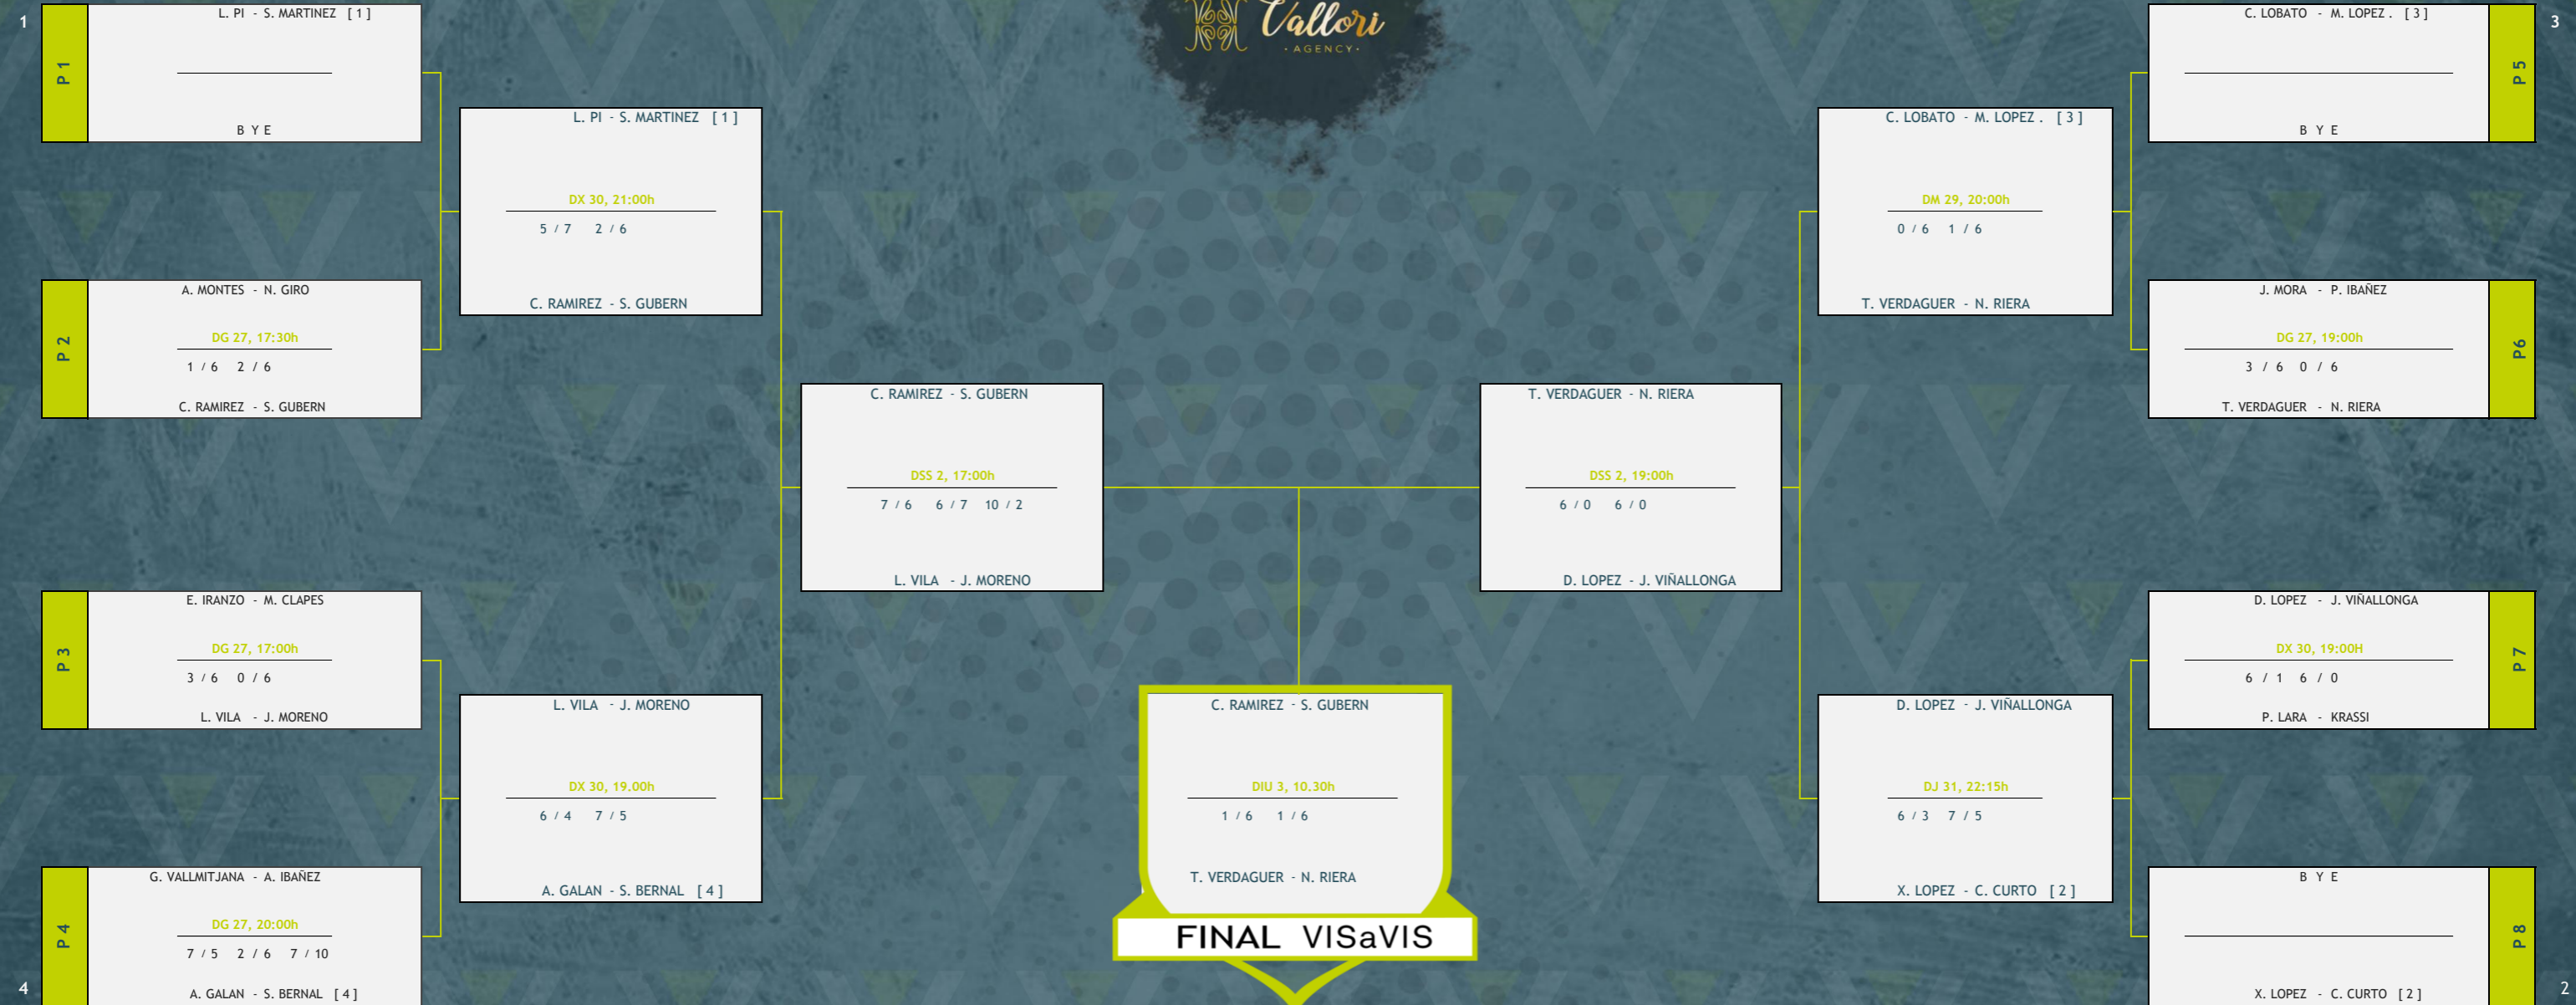 1
P 1
L. PI - S. MARTINEZ [ 1 ]
B Y E
P 2
A. MONTES - N. GIRO
DG 27, 17:30h
1 / 6 2 / 6
C. RAMIREZ - S. GUBERN
P 3
E. IRANZO - M. CLAPES
DG 27, 17:00h
3 / 6 0 / 6
L. VILA - J. MORENO
P 4
G. VALLMITJANA - A. IBAÑEZ
DG 27, 20:00h
7 / 5 2 / 6 7 / 10
A. GALAN - S. BERNAL [ 4 ]
4
L. PI - S. MARTINEZ [ 1 ]
DX 30, 21:00h
5 / 7 2 / 6
C. RAMIREZ - S. GUBERN
L. VILA - J. MORENO
DX 30, 19.00h
6 / 4 7 / 5
A. GALAN - S. BERNAL [ 4 ]
C. RAMIREZ - S. GUBERN
DSS 2, 17:00h
7 / 6 6 / 7 10 / 2
L. VILA - J. MORENO
Vallori
· AGENCY ·
C. RAMIREZ - S. GUBERN
DIU 3, 10.30h
1 / 6 1 / 6
T. VERDAGUER - N. RIERA
FINAL VISaVIS
T. VERDAGUER - N. RIERA
DSS 2, 19:00h
6 / 0 6 / 0
D. LOPEZ - J. VIÑALLONGA
C. LOBATO - M. LOPEZ . [ 3 ]
DM 29, 20:00h
0 / 6 1 / 6
T. VERDAGUER - N. RIERA
D. LOPEZ - J. VIÑALLONGA
DJ 31, 22:15h
6 / 3 7 / 5
X. LOPEZ - C. CURTO [ 2 ]
3
P 5
C. LOBATO - M. LOPEZ . [ 3 ]
B Y E
P6
J. MORA - P. IBAÑEZ
DG 27, 19:00h
3 / 6 0 / 6
T. VERDAGUER - N. RIERA
P 7
D. LOPEZ - J. VIÑALLONGA
DX 30, 19:00H
6 / 1 6 / 0
P. LARA - KRASSI
P 8
B Y E
X. LOPEZ - C. CURTO [ 2 ]
2